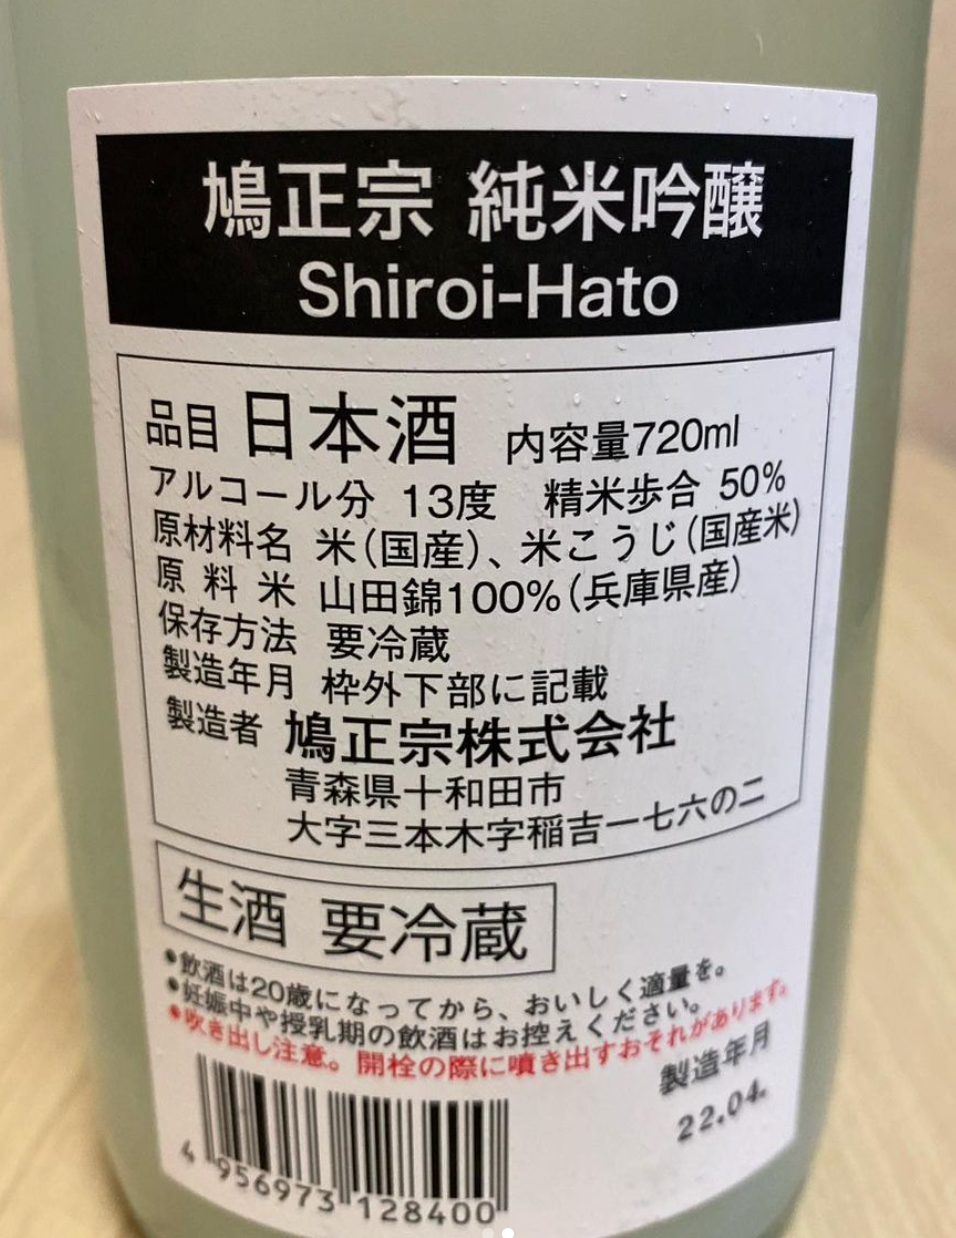 鳩正宗 純米吟醸
Shiroi-Hato
品目 日本酒 内容量720ml
アルコール分 13度 精米歩合 50%
原材料名 米(国産)、米こうじ(国産米)
原料米 山田錦100%(兵庫県産)
保存方法 要冷蔵
製造年月 枠外下部に記載
製造者 鳩正宗株式会社
青森県十和田市
大字三本木字稲吉一七六の二
生酒 要冷蔵
•飲酒は20歳になってから、おいしく適量を。
•妊娠中や授乳期の飲酒はお控えください。
•吹き出し注意。開栓の際に噴き出すおそれがあります。
製造年月
22.04.
4 956973 128400